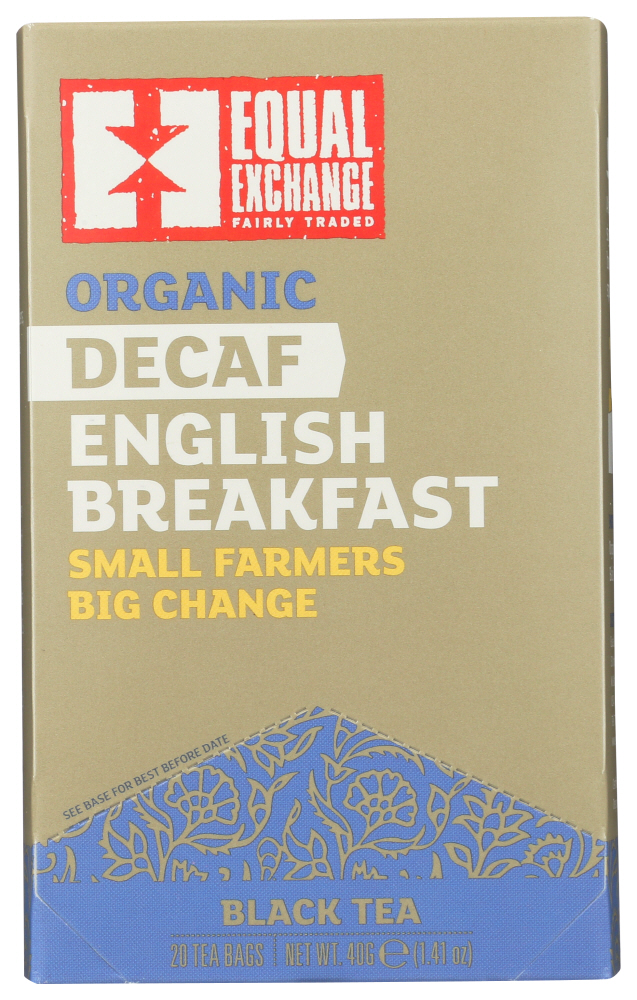 EQUAL
EXCHANGE
FAIRLY TRADED
ORGANIC
DECAF
ENGLISH
BREAKFAST
SMALL FARMERS
BIG CHANGE
SEE BASE FOR BEST BEFORE DATE
BLACK TEA
20 TEA BAGS | NET WT. 40G ℮ (1.41 oz)